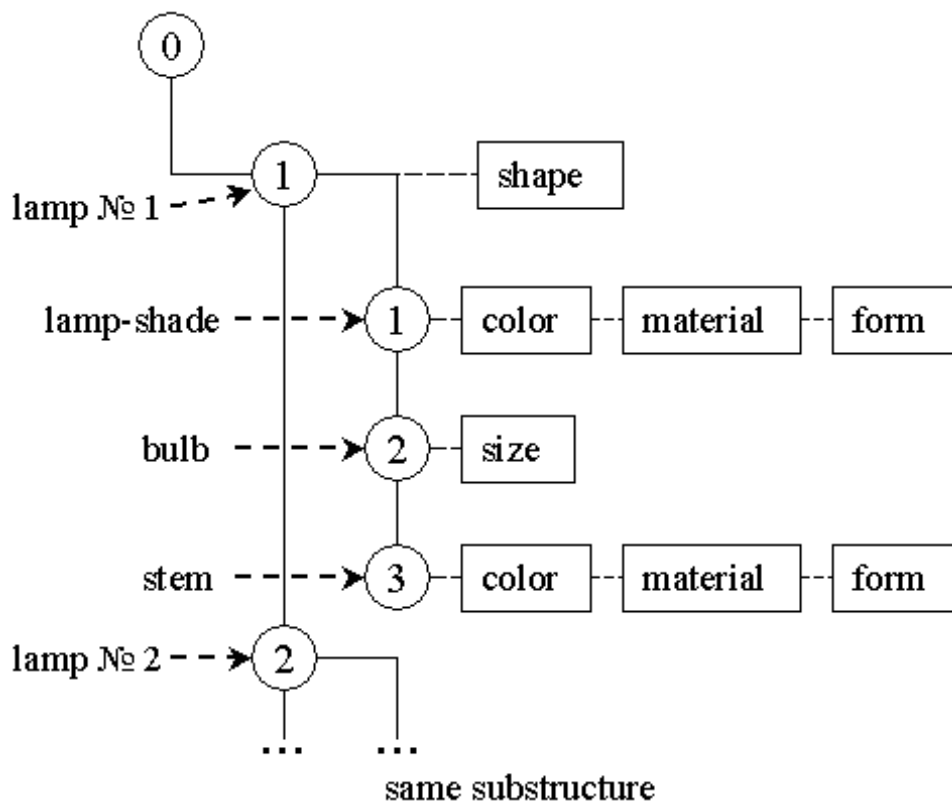 0
1 shape
lamp № 1
lamp-shade 1 color material form
bulb 2 size
stem 3 color material form
lamp № 2 2
... ...
same substructure